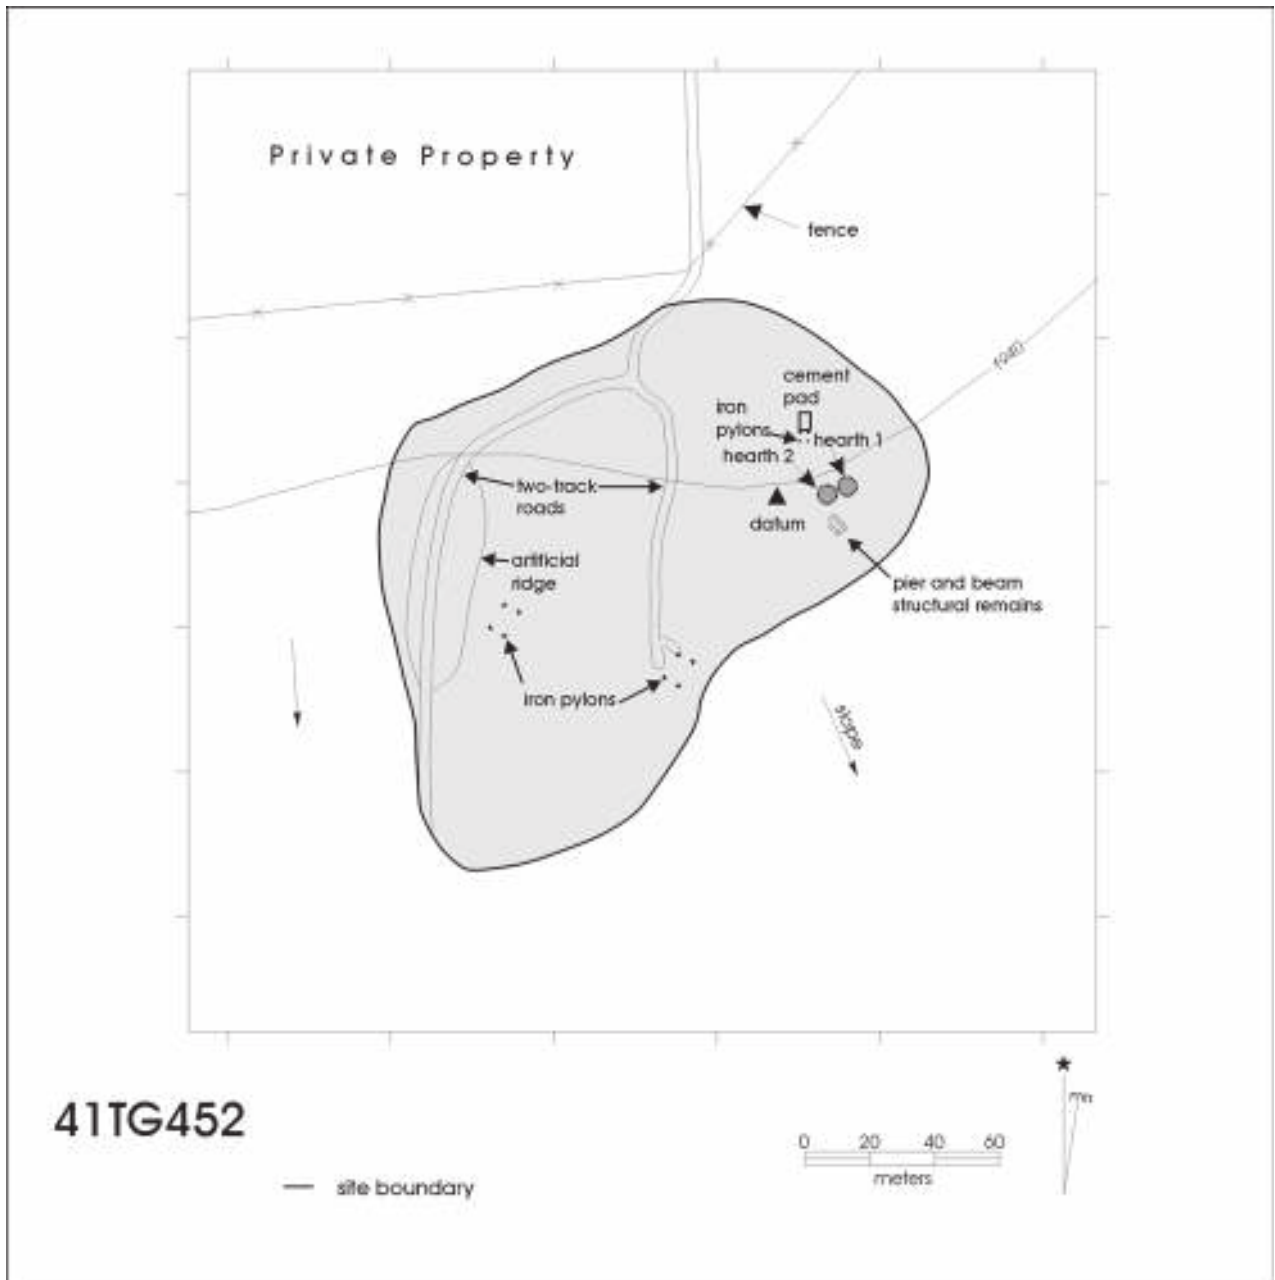 Private Property
fence
1940
cement
pad
iron
pylons
hearth 1
hearth 2
two-track
roads
datum
artificial
ridge
pier and beam
structural remains
iron pylons
slope
mn
41TG452
0 20 40 60
meters
site boundary